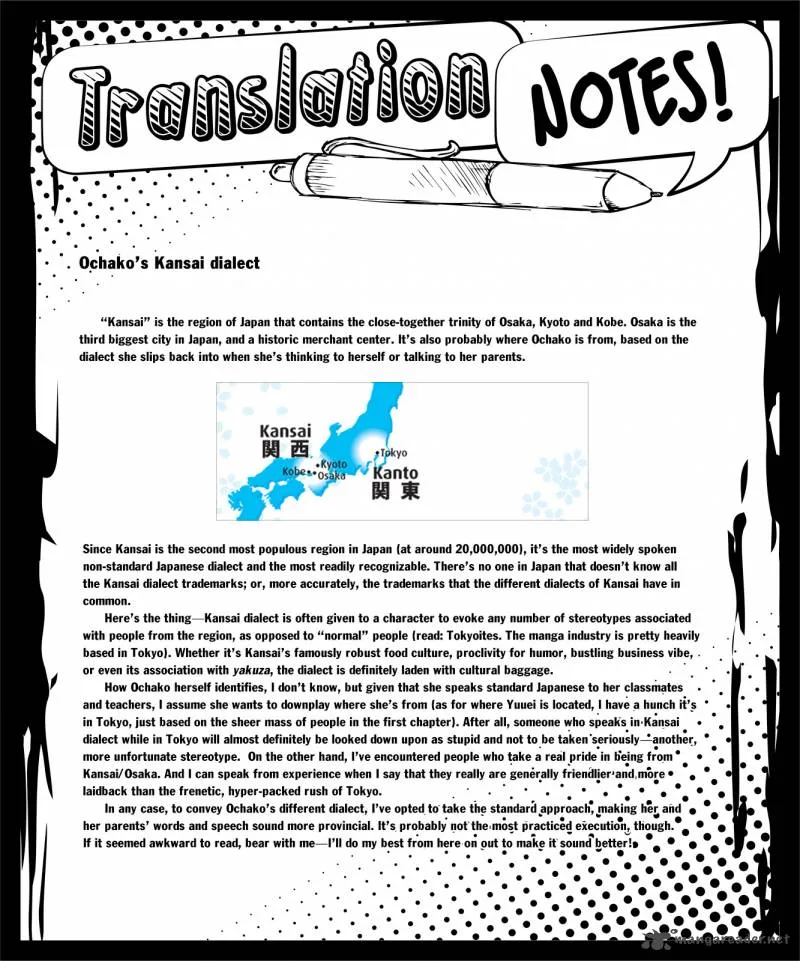 Translation
NOTES!
Ochako's Kansai dialect
"Kansai" is the region of Japan that contains the close-together trinity of Osaka, Kyoto and Kobe. Osaka is the
third biggest city in Japan, and a historic merchant center. It's also probably where Ochako is from, based on the
dialect she slips back into when she's thinking to herself or talking to her parents.
Kansai
関西
Kobe
Kyoto
Osaka
Tokyo
Kanto
関東
Since Kansai is the second most populous region in Japan (at around 20,000,000), it's the most widely spoken
non-standard Japanese dialect and the most readily recognizable. There's no one in Japan that doesn't know all
the Kansai dialect trademarks; or, more accurately, the trademarks that the different dialects of Kansai have in
common.
Here's the thing—Kansai dialect is often given to a character to evoke any number of stereotypes associated
with people from the region, as opposed to "normal" people (read: Tokyoites. The manga industry is pretty heavily
based in Tokyo). Whether it's Kansai's famously robust food culture, proclivity for humor, bustling business vibe,
or even its association with yakuza, the dialect is definitely laden with cultural baggage.
How Ochako herself identifies, I don't know, but given that she speaks standard Japanese to her classmates
and teachers, I assume she wants to downplay where she's from (as for where Yuuei is located, I have a hunch it's
in Tokyo, just based on the sheer mass of people in the first chapter). After all, someone who speaks in Kansai
dialect while in Tokyo will almost definitely be looked down upon as stupid and not to be taken seriously—another,
more unfortunate stereotype. On the other hand, I've encountered people who take a real pride in being from
Kansai/Osaka. And I can speak from experience when I say that they really are generally friendlier and more
laidback than the frenetic, hyper-packed rush of Tokyo.
In any case, to convey Ochako's different dialect, I've opted to take the standard approach, making her and
her parents' words and speech sound more provincial. It's probably not the most practiced execution, though.
If it seemed awkward to read, bear with me—I'll do my best from here on out to make it sound better!
mangareader.net